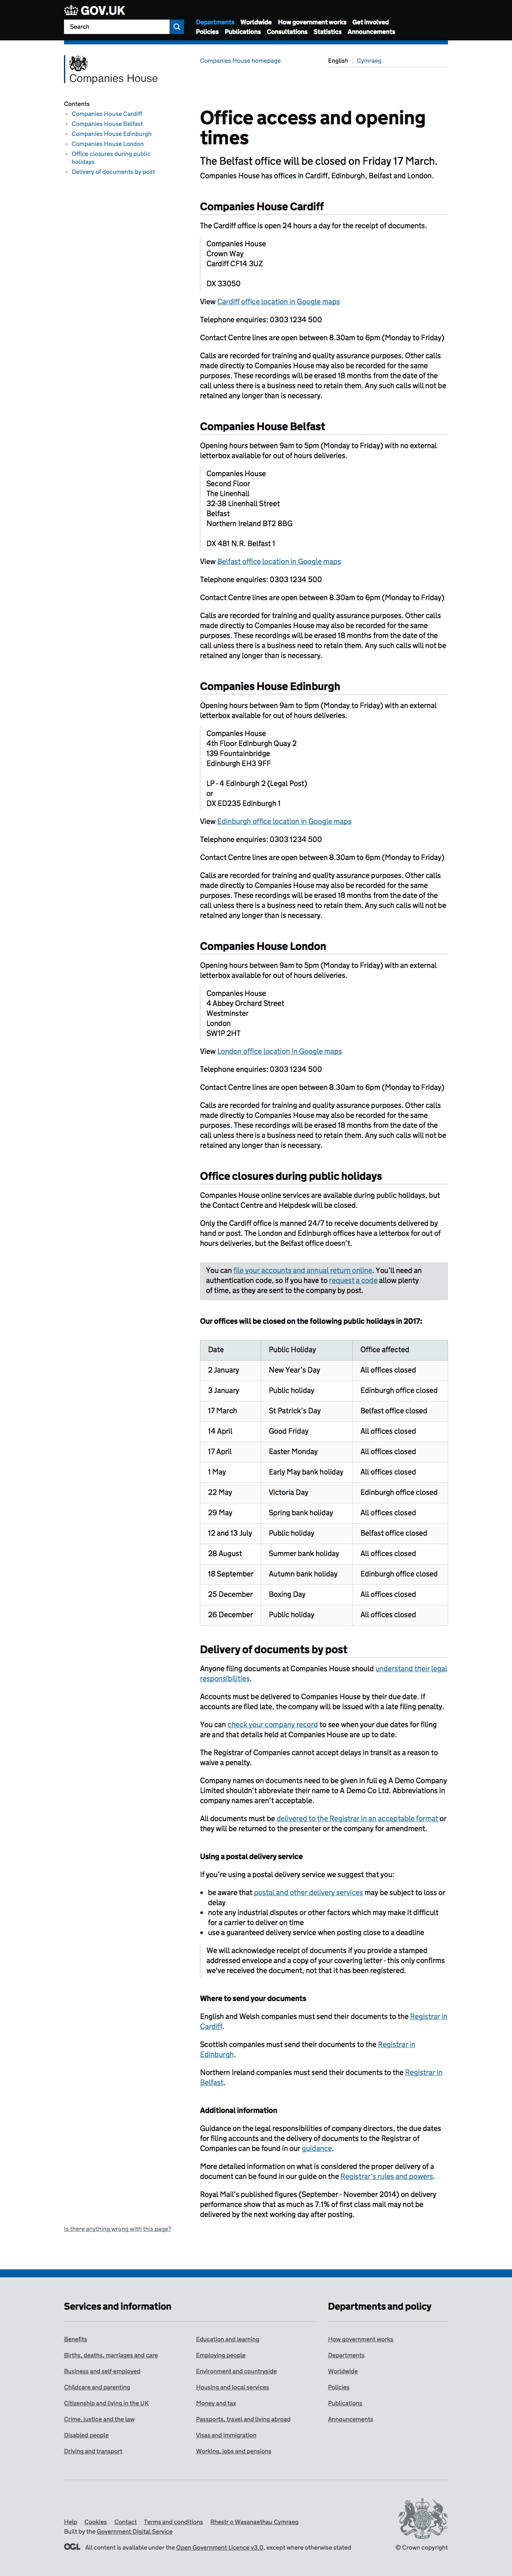 GOV.UK
Search
Departments Worldwide How government works Get involved
Policies Publications Consultations Statistics Announcements
Companies House
Companies House homepage
English Cymraeg
Contents
Companies House Cardiff
Companies House Belfast
Companies House Edinburgh
Companies House London
Office closures during public
holidays
Delivery of documents by post
Office access and opening
times
The Belfast office will be closed on Friday 17 March.
Companies House has offices in Cardiff, Edinburgh, Belfast and London.
Companies House Cardiff
The Cardiff office is open 24 hours a day for the receipt of documents.
Companies House
Crown Way
Cardiff CF14 3UZ
DX 33050
View Cardiff office location in Google maps
Telephone enquiries: 0303 1234 500
Contact Centre lines are open between 8.30am to 6pm (Monday to Friday)
Calls are recorded for training and quality assurance purposes. Other calls
made directly to Companies House may also be recorded for the same
purposes. These recordings will be erased 18 months from the date of the
call unless there is a business need to retain them. Any such calls will not be
retained any longer than is necessary.
Companies House Belfast
Opening hours between 9am to 5pm (Monday to Friday) with no external
letterbox available for out of hours deliveries.
Companies House
Second Floor
The Linenhall
32-38 Linenhall Street
Belfast
Northern Ireland BT2 8BG
DX 481 N.R. Belfast 1
View Belfast office location in Google maps
Telephone enquiries: 0303 1234 500
Contact Centre lines are open between 8.30am to 6pm (Monday to Friday)
Calls are recorded for training and quality assurance purposes. Other calls
made directly to Companies House may also be recorded for the same
purposes. These recordings will be erased 18 months from the date of the
call unless there is a business need to retain them. Any such calls will not be
retained any longer than is necessary.
Companies House Edinburgh
Opening hours between 9am to 5pm (Monday to Friday) with an external
letterbox available for out of hours deliveries.
Companies House
4th Floor Edinburgh Quay 2
139 Fountainbridge
Edinburgh EH3 9FF
LP - 4 Edinburgh 2 (Legal Post)
or
DX ED235 Edinburgh 1
View Edinburgh office location in Google maps
Telephone enquiries: 0303 1234 500
Contact Centre lines are open between 8.30am to 6pm (Monday to Friday)
Calls are recorded for training and quality assurance purposes. Other calls
made directly to Companies House may also be recorded for the same
purposes. These recordings will be erased 18 months from the date of the
call unless there is a business need to retain them. Any such calls will not be
retained any longer than is necessary.
Companies House London
Opening hours between 9am to 5pm (Monday to Friday) with an external
letterbox available for out of hours deliveries.
Companies House
4 Abbey Orchard Street
Westminster
London
SW1P 2HT
View London office location in Google maps
Telephone enquiries: 0303 1234 500
Contact Centre lines are open between 8.30am to 6pm (Monday to Friday)
Calls are recorded for training and quality assurance purposes. Other calls
made directly to Companies House may also be recorded for the same
purposes. These recordings will be erased 18 months from the date of the
call unless there is a business need to retain them. Any such calls will not be
retained any longer than is necessary.
Office closures during public holidays
Companies House online services are available during public holidays, but
the Contact Centre and Helpdesk will be closed.
Only the Cardiff office is manned 24/7 to receive documents delivered by
hand or post. The London and Edinburgh offices have a letterbox for out of
hours deliveries, but the Belfast office doesn't.
You can file your accounts and annual return online. You'll need an
authentication code, so if you have to request a code allow plenty
of time, as they are sent to the company by post.
Our offices will be closed on the following public holidays in 2017:
Date Public Holiday Office affected
2 January New Year's Day All offices closed
3 January Public holiday Edinburgh office closed
17 March St Patrick's Day Belfast office closed
14 April Good Friday All offices closed
17 April Easter Monday All offices closed
1 May Early May bank holiday All offices closed
22 May Victoria Day Edinburgh office closed
29 May Spring bank holiday All offices closed
12 and 13 July Public holiday Belfast office closed
28 August Summer bank holiday All offices closed
18 September Autumn bank holiday Edinburgh office closed
25 December Boxing Day All offices closed
26 December Public holiday All offices closed
Delivery of documents by post
Anyone filing documents at Companies House should understand their legal
responsibilities.
Accounts must be delivered to Companies House by their due date. If
accounts are filed late, the company will be issued with a late filing penalty.
You can check your company record to see when your due dates for filing
are and that details held at Companies House are up to date.
The Registrar of Companies cannot accept delays in transit as a reason to
waive a penalty.
Company names on documents need to be given in full eg A Demo Company
Limited shouldn't abbreviate their name to A Demo Co Ltd. Abbreviations in
company names aren't acceptable.
All documents must be delivered to the Registrar in an acceptable format or
they will be returned to the presenter or the company for amendment.
Using a postal delivery service
If you're using a postal delivery service we suggest that you:
be aware that postal and other delivery services may be subject to loss or
delay
note any industrial disputes or other factors which may make it difficult
for a carrier to deliver on time
use a guaranteed delivery service when posting close to a deadline
We will acknowledge receipt of documents if you provide a stamped
addressed envelope and a copy of your covering letter - this only confirms
we've received the document, not that it has been registered.
Where to send your documents
English and Welsh companies must send their documents to the Registrar in
Cardiff.
Scottish companies must send their documents to the Registrar in
Edinburgh.
Northern Ireland companies must send their documents to the Registrar in
Belfast.
Additional information
Guidance on the legal responsibilities of company directors, the due dates
for filing accounts and the delivery of documents to the Registrar of
Companies can be found in our guidance.
More detailed information on what is considered the proper delivery of a
document can be found in our guide on the Registrar's rules and powers.
Royal Mail's published figures (September - November 2014) on delivery
performance show that as much as 7.1% of first class mail may not be
delivered by the next working day after posting.
Is there anything wrong with this page?
Services and information
Departments and policy
Benefits Education and learning How government works
Births, deaths, marriages and care Employing people Departments
Business and self-employed Environment and countryside Worldwide
Childcare and parenting Housing and local services Policies
Citizenship and living in the UK Money and tax Publications
Crime, justice and the law Passports, travel and living abroad Announcements
Disabled people Visas and immigration
Driving and transport Working, jobs and pensions
Help Cookies Contact Terms and conditions Rhestr o Wasanaethau Cymraeg
Built by the Government Digital Service
OGL All content is available under the Open Government Licence v3.0, except where otherwise stated
© Crown copyright